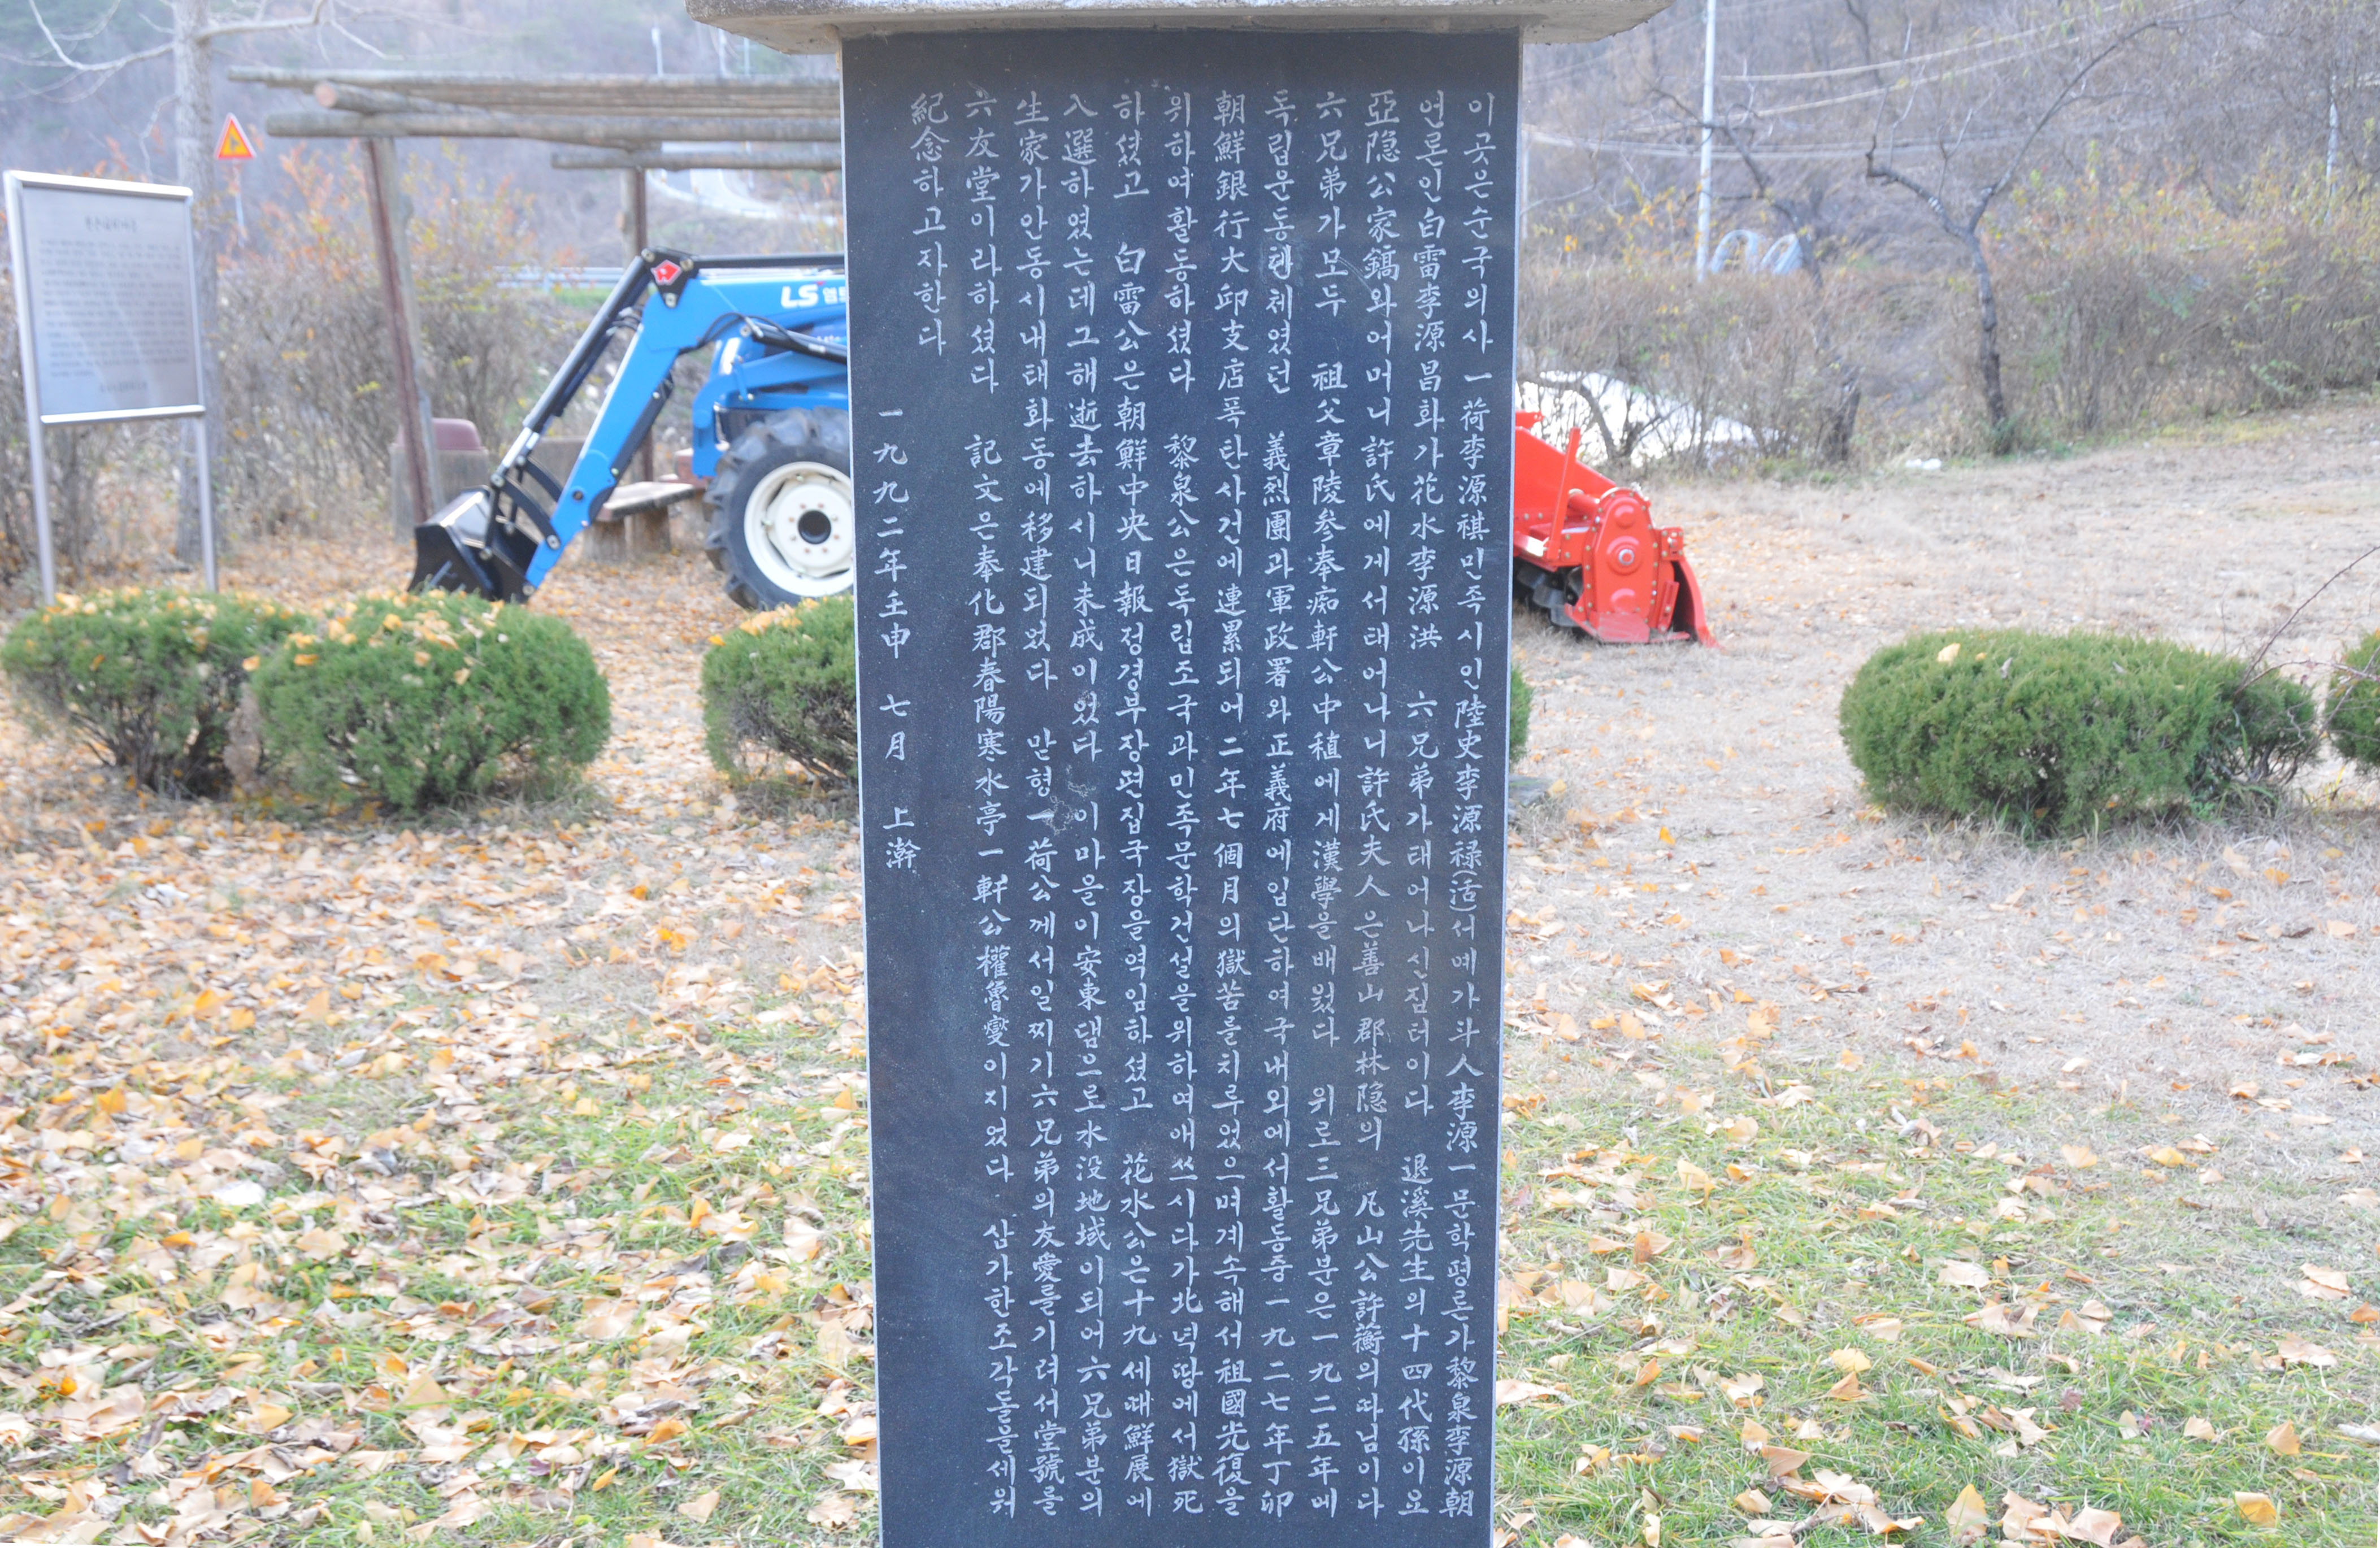 이곳은순국의사 一荷李源祺민족시인陸史李源祿(活)서예가斗人李源一문학평론가黎泉李源朝
언론인白雷李源昌화가花水李源洪 六兄弟가태어나신집터이다 退溪先生의十四代孫이요
亞隱公家鎬와어머니許氏에게서태어나니許氏夫人은善山郡林隱의 凡山公許蘅의따님이다
六兄弟가모두 祖父章陵參奉痴軒公中稙에게漢學을배웠다 위로三兄弟분은一九二五年에
독립운동단체였던 義烈團과軍政署와正義府에입단하여국내외에서활동중一九二七年丁卯
朝鮮銀行大邱支店폭탄사건에連累되어二年七個月의獄苦를치루었으며계속해서祖國光復을
위하여활동하셨다 黎泉公은독립조국과민족문학건설을위하여애쓰시다가北녘땅에서獄死
하셨고 白雷公은朝鮮中央日報정경부장편집국장을역임하셨고 花水公은十九세때鮮展에
入選하였는데그해逝去하시니未成이었다 이마을이安東댐으로水没地域이되어六兄弟분의
生家가안동시내태화동에移建되었다 맏형一荷公께서일찌기六兄弟의友愛를기려서堂號를
六友堂이라하셨다 記文은奉化郡春陽寒水亭一軒公權魯燮이지었다 삼가한조각돌을세워
紀念하고자한다
一九九二年壬申 七月 上澣
LS 엠트